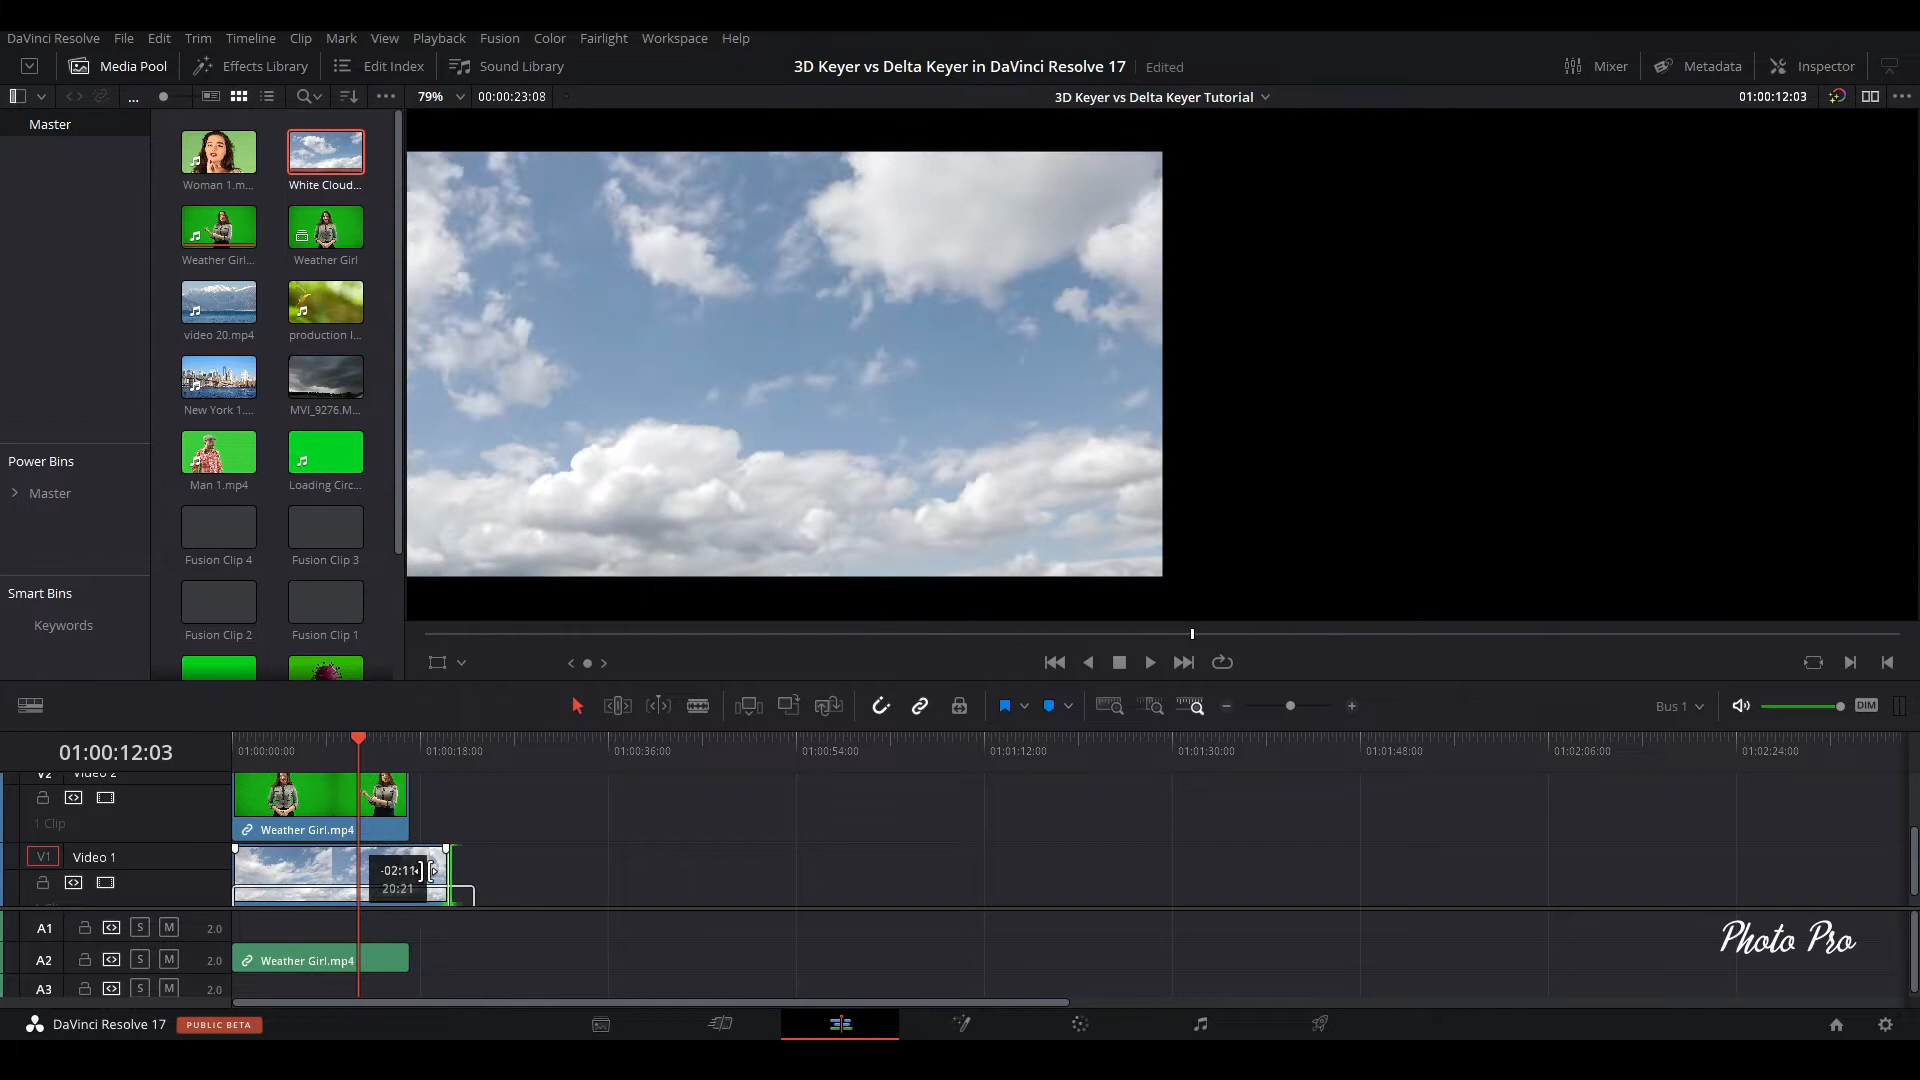 DaVinci Resolve File Edit Trim Timeline Clip Mark View Playback Fusion Color Fairlight Workspace Help
Media Pool Effects Library Edit Index Sound Library 3D Keyer vs Delta Keyer in DaVinci Resolve 17 Edited Mixer Metadata Inspector
... 79% 00:00:23:08 3D Keyer vs Delta Keyer Tutorial 01:00:12:03
Master
Woman 1.m... White Cloud...
Weather Girl... Weather Girl
video 20.mp4 production l...
New York 1.... MVI_9276.M...
Man 1.mp4 Loading Circ...
Fusion Clip 4 Fusion Clip 3
Fusion Clip 2 Fusion Clip 1
Power Bins
Master
Smart Bins
Keywords
Bus 1 DIM
01:00:12:03 01:00:00:00 01:00:18:00 01:00:36:00 01:00:54:00 01:01:12:00 01:01:30:00 01:01:48:00 01:02:06:00 01:02:24:00
V2 Video 2
1 Clip
Weather Girl.mp4
V1 Video 1
-02:11
20:21
A1 S M 2.0
A2 S M 2.0 Weather Girl.mp4
A3 S M 2.0
Photo Pro
DaVinci Resolve 17 PUBLIC BETA